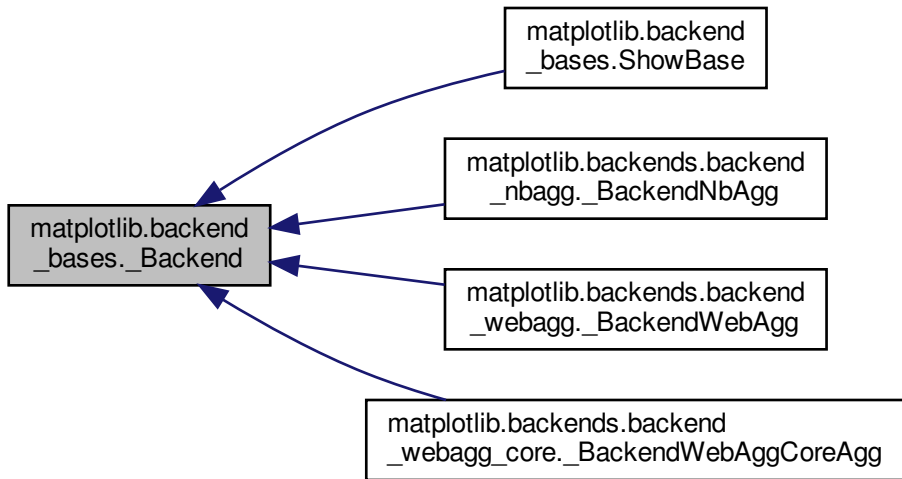 matplotlib.backend
_bases.ShowBase
matplotlib.backends.backend
_nbagg._BackendNbAgg
matplotlib.backend
_bases._Backend
matplotlib.backends.backend
_webagg._BackendWebAgg
matplotlib.backends.backend
_webagg_core._BackendWebAggCoreAgg